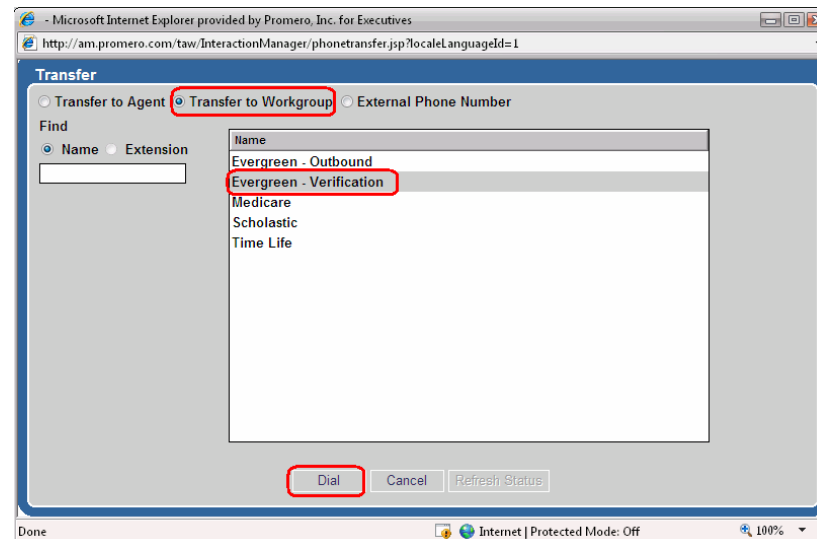 - Microsoft Internet Explorer provided by Promero, Inc. for Executives
http://am.promero.com/taw/InteractionManager/phonetransfer.jsp?localeLanguageId=1
Transfer
Transfer to Agent Transfer to Workgroup External Phone Number
Find
Name Extension
Name
Evergreen - Outbound
Evergreen - Verification
Medicare
Scholastic
Time Life
Dial Cancel Refresh Status
Done Internet | Protected Mode: Off 100%